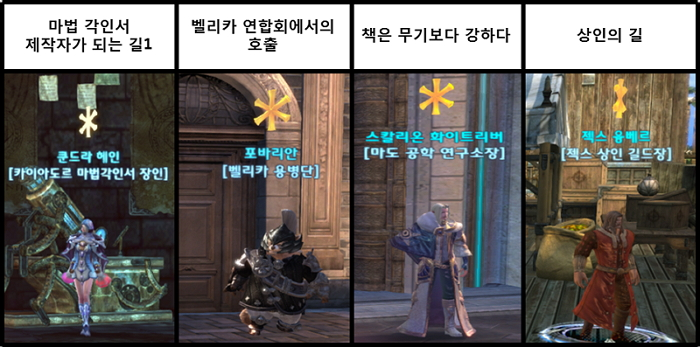 마법 각인서
제작자가 되는 길1
벨리카 연합회에서의
호출
책은 무기보다 강하다
상인의 길
쿤드라 헤인
[카이아도르 마법각인서 장인]
포바리안
[벨리카 용병단]
스칼리온 화이트리버
[마도 공학 연구소장]
젝스 움베르
[젝스 상인 길드장]